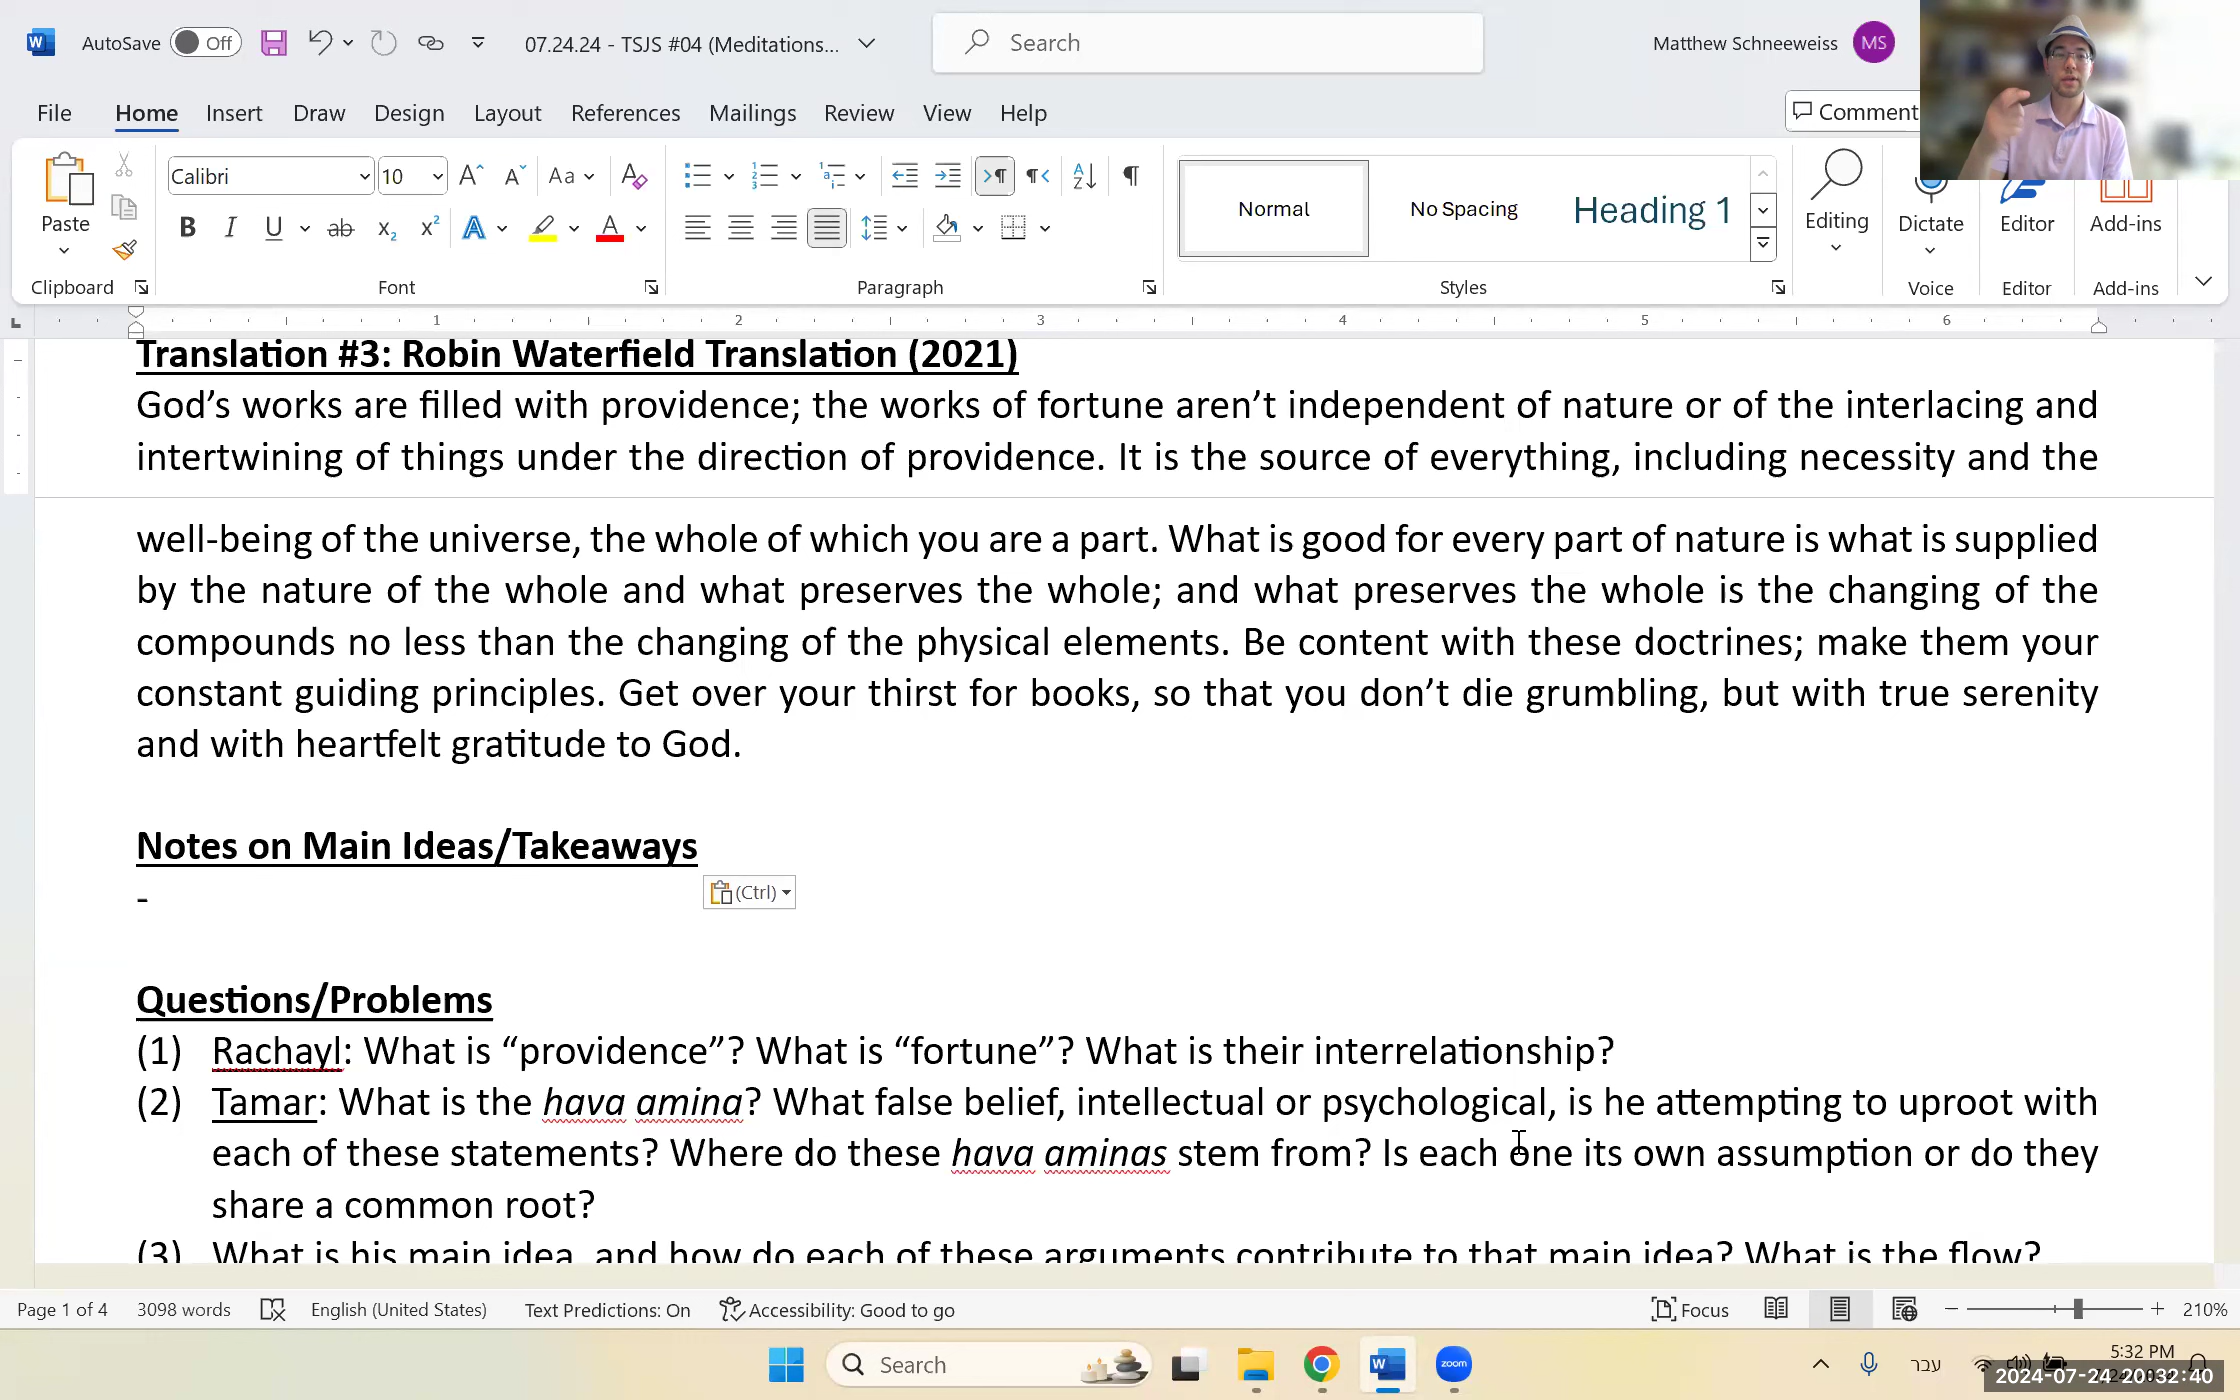 AutoSave Off 07.24.24 - TSJS #04 (Meditations... Search Matthew Schneeweiss MS
File Home Insert Draw Design Layout References Mailings Review View Help Comment
Paste Calibri 10 Aa Normal No Spacing Heading 1 Editing Dictate Editor Add-ins
Clipboard Font Paragraph Styles Voice Editor Add-ins
1 2 3 4 5 6
Translation #3: Robin Waterfield Translation (2021)
God’s works are filled with providence; the works of fortune aren’t independent of nature or of the interlacing and
intertwining of things under the direction of providence. It is the source of everything, including necessity and the
well-being of the universe, the whole of which you are a part. What is good for every part of nature is what is supplied
by the nature of the whole and what preserves the whole; and what preserves the whole is the changing of the
compounds no less than the changing of the physical elements. Be content with these doctrines; make them your
constant guiding principles. Get over your thirst for books, so that you don’t die grumbling, but with true serenity
and with heartfelt gratitude to God.
Notes on Main Ideas/Takeaways
-
(Ctrl)
Questions/Problems
(1) Rachayl: What is “providence”? What is “fortune”? What is their interrelationship?
(2) Tamar: What is the hava amina? What false belief, intellectual or psychological, is he attempting to uproot with
each of these statements? Where do these hava aminas stem from? Is each one its own assumption or do they
share a common root?
(3) What is his main idea, and how do each of these arguments contribute to that main idea? What is the flow?
Page 1 of 4 3098 words English (United States) Text Predictions: On Accessibility: Good to go Focus 210%
Search zoom עבר 5:32 PM
2024-07-24 20:32:40